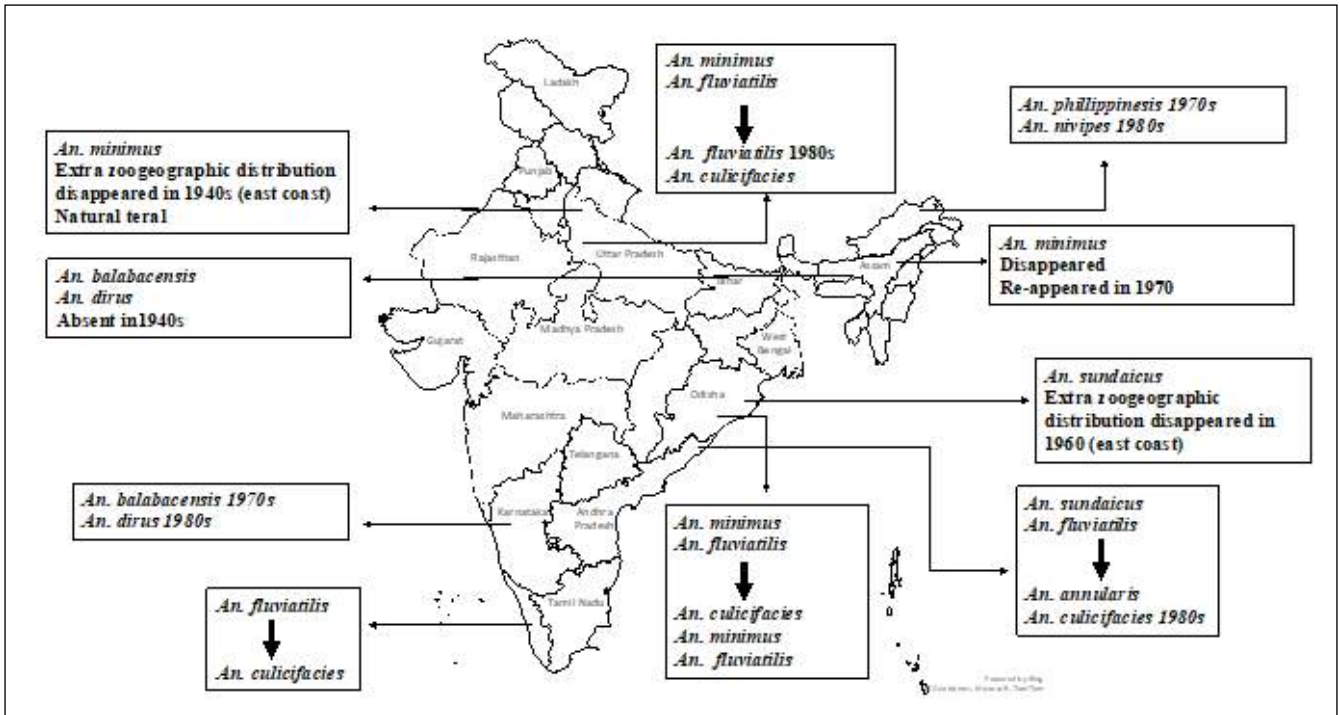 An. minimus
An. fluviatilis
An. fluviatilis 1980s
An. culicifacies
An. phillippinesis 1970s
An. nivipes 1980s
An. minimus
Extra zoogeographic distribution
disappeared in 1940s (east coast)
Natural teral
An. minimus
Disappeared
Re-appeared in 1970
An. balabacensis
An. dirus
Absent in1940s
An. sundaicus
Extra zoogeographic
distribution disappeared in
1960 (east coast)
An. balabacensis 1970s
An. dirus 1980s
An. minimus
An. fluviatilis
An. culicifacies
An. minimus
An. fluviatilis
An. sundaicus
An. fluviatilis
An. annularis
An. culicifacies 1980s
An. fluviatilis
An. culicifacies
Ladakh
Punjab
Rajasthan
Uttar Pradesh
Bihar
Assam
Gujarat
Madhya Pradesh
West
Bengal
Odisha
Maharashtra
Telangana
Karnataka
Andhra
Pradesh
Tamil Nadu
Powered by Bing